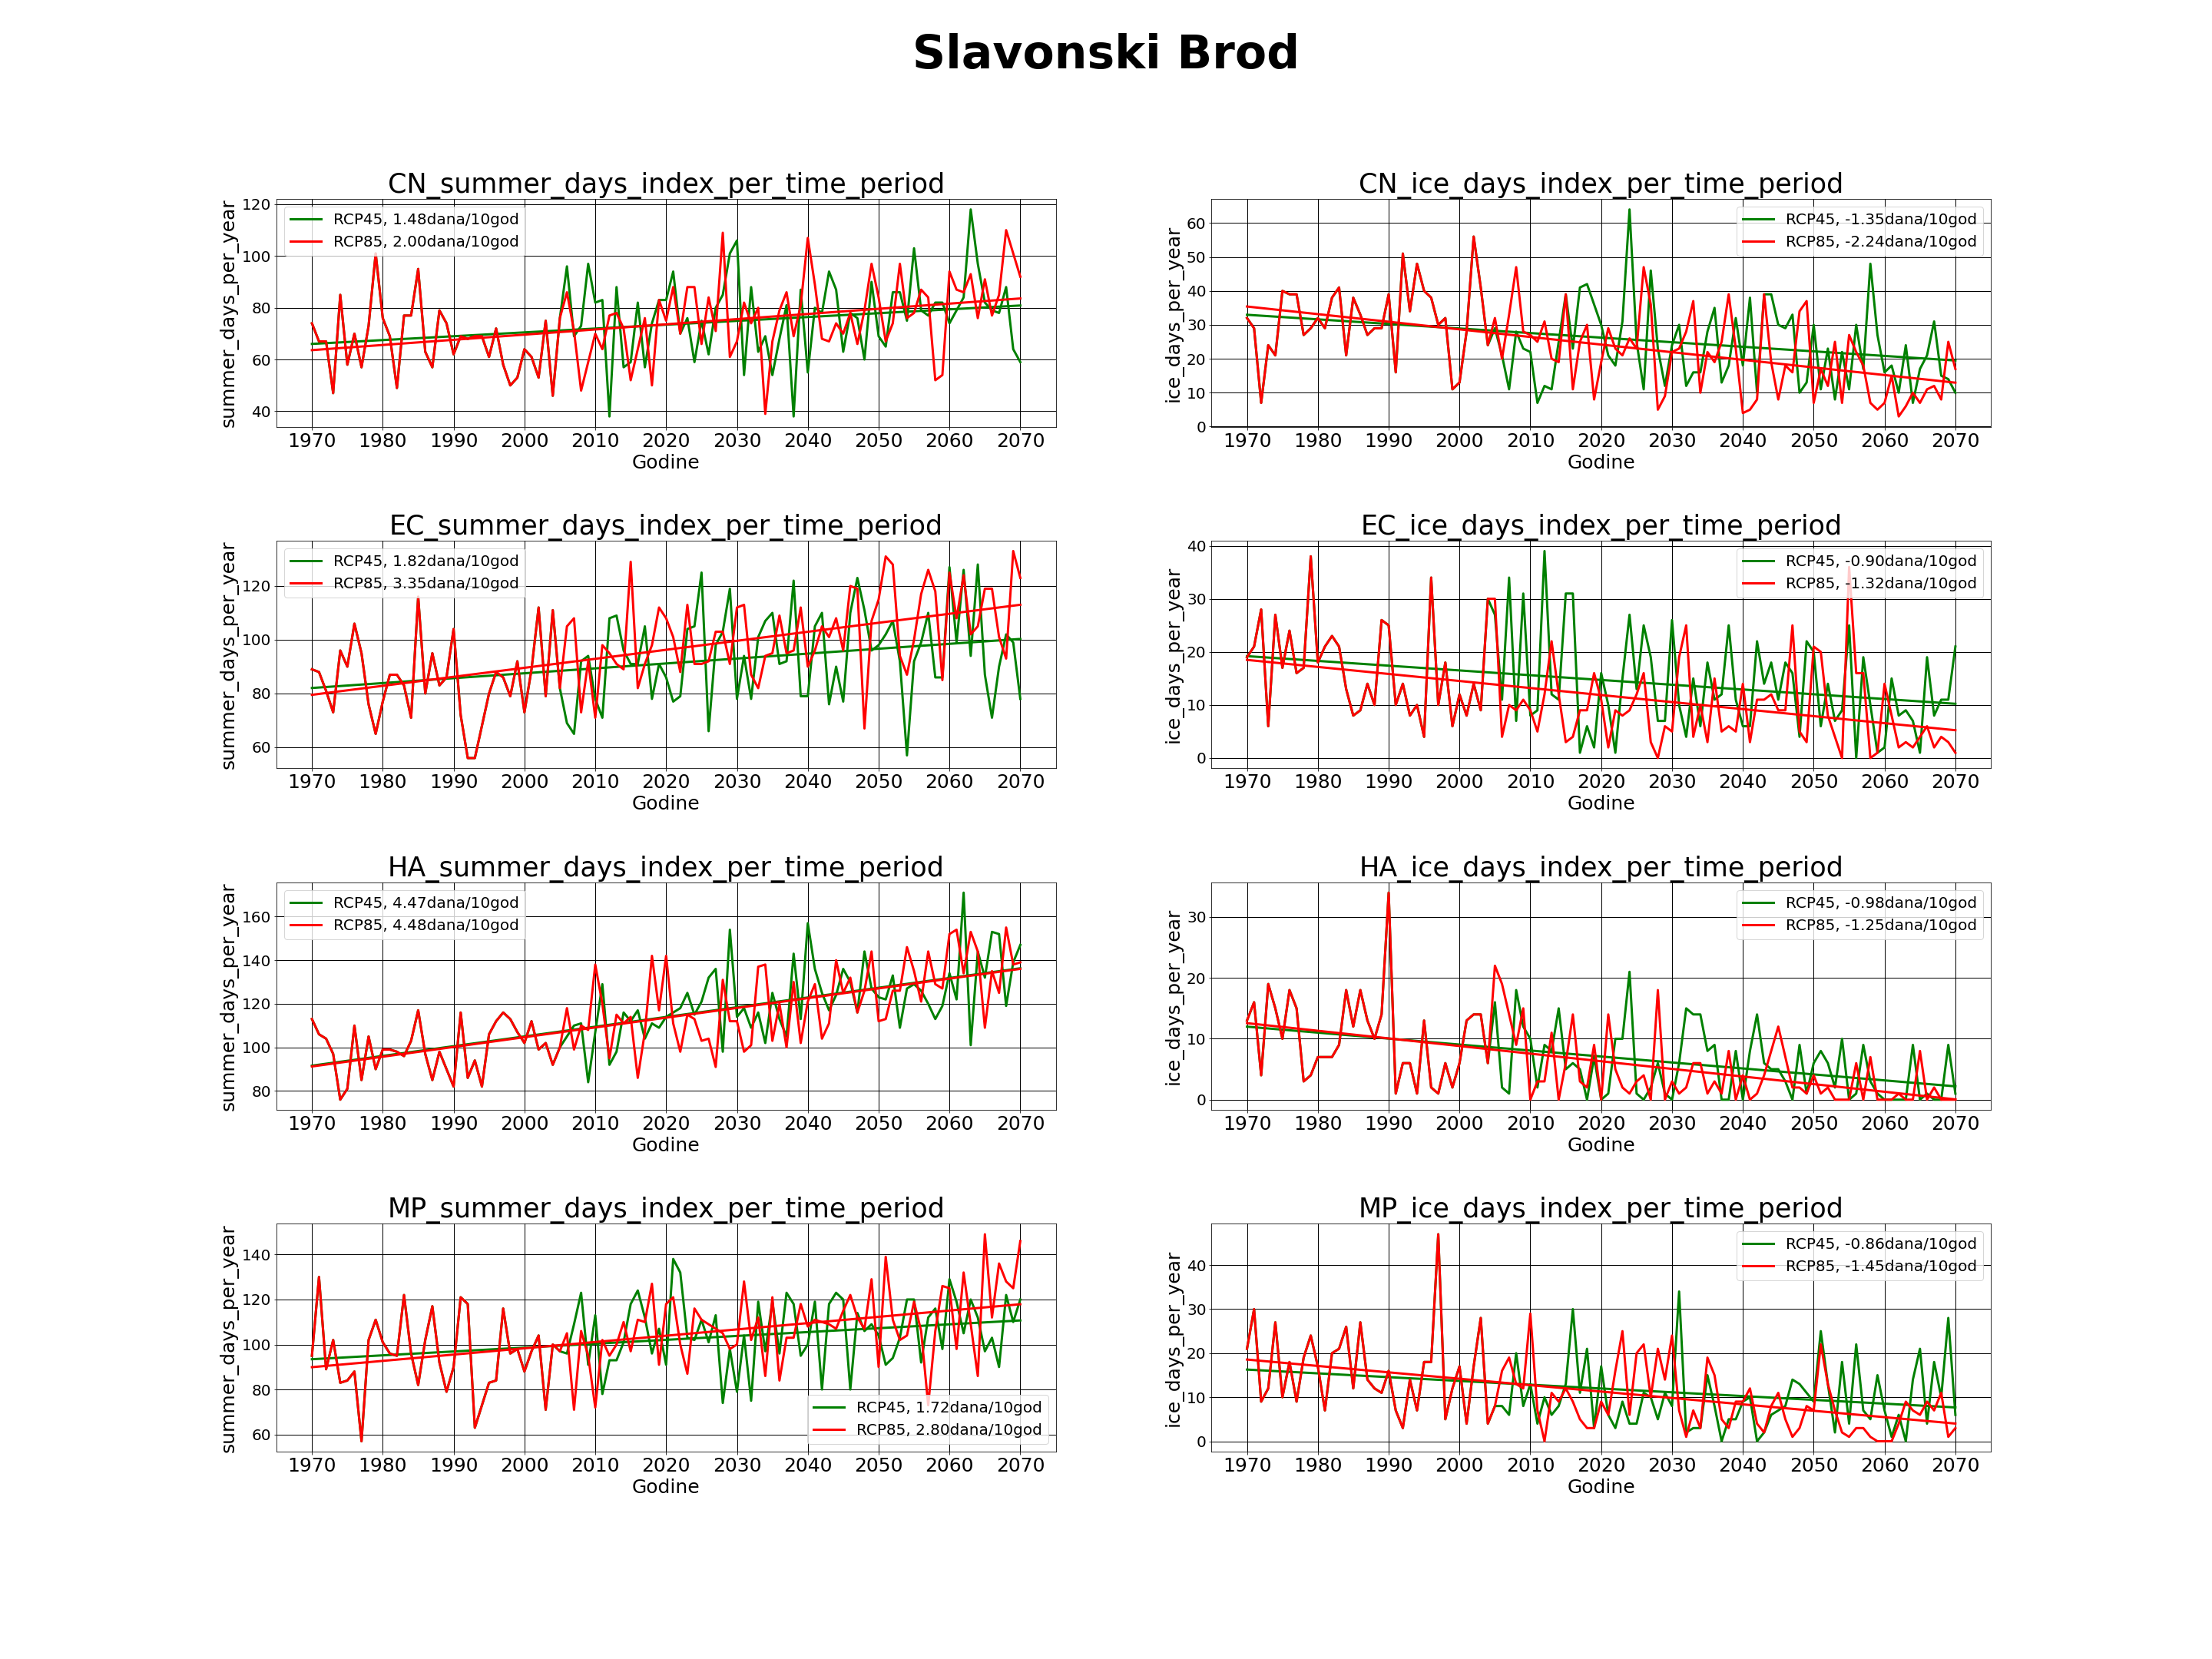 Slavonski Brod
CN_summer_days_index_per_time_period
summer_days_per_year
120
100
80
60
40
RCP45, 1.48dana/10god
RCP85, 2.00dana/10god
1970 1980 1990 2000 2010 2020 2030 2040 2050 2060 2070
Godine
CN_ice_days_index_per_time_period
ice_days_per_year
60
50
40
30
20
10
0
RCP45, -1.35dana/10god
RCP85, -2.24dana/10god
1970 1980 1990 2000 2010 2020 2030 2040 2050 2060 2070
Godine
EC_summer_days_index_per_time_period
summer_days_per_year
120
100
80
60
RCP45, 1.82dana/10god
RCP85, 3.35dana/10god
1970 1980 1990 2000 2010 2020 2030 2040 2050 2060 2070
Godine
EC_ice_days_index_per_time_period
ice_days_per_year
40
30
20
10
0
RCP45, -0.90dana/10god
RCP85, -1.32dana/10god
1970 1980 1990 2000 2010 2020 2030 2040 2050 2060 2070
Godine
HA_summer_days_index_per_time_period
summer_days_per_year
160
140
120
100
80
RCP45, 4.47dana/10god
RCP85, 4.48dana/10god
1970 1980 1990 2000 2010 2020 2030 2040 2050 2060 2070
Godine
HA_ice_days_index_per_time_period
ice_days_per_year
30
20
10
0
RCP45, -0.98dana/10god
RCP85, -1.25dana/10god
1970 1980 1990 2000 2010 2020 2030 2040 2050 2060 2070
Godine
MP_summer_days_index_per_time_period
summer_days_per_year
140
120
100
80
60
RCP45, 1.72dana/10god
RCP85, 2.80dana/10god
1970 1980 1990 2000 2010 2020 2030 2040 2050 2060 2070
Godine
MP_ice_days_index_per_time_period
ice_days_per_year
40
30
20
10
0
RCP45, -0.86dana/10god
RCP85, -1.45dana/10god
1970 1980 1990 2000 2010 2020 2030 2040 2050 2060 2070
Godine